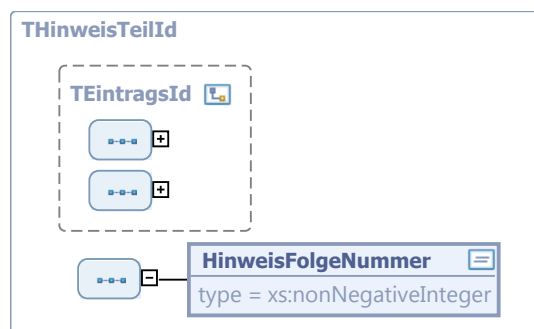 THinweisTeilId
TEintragsId
HinweisFolgeNummer
type = xs:nonNegativeInteger